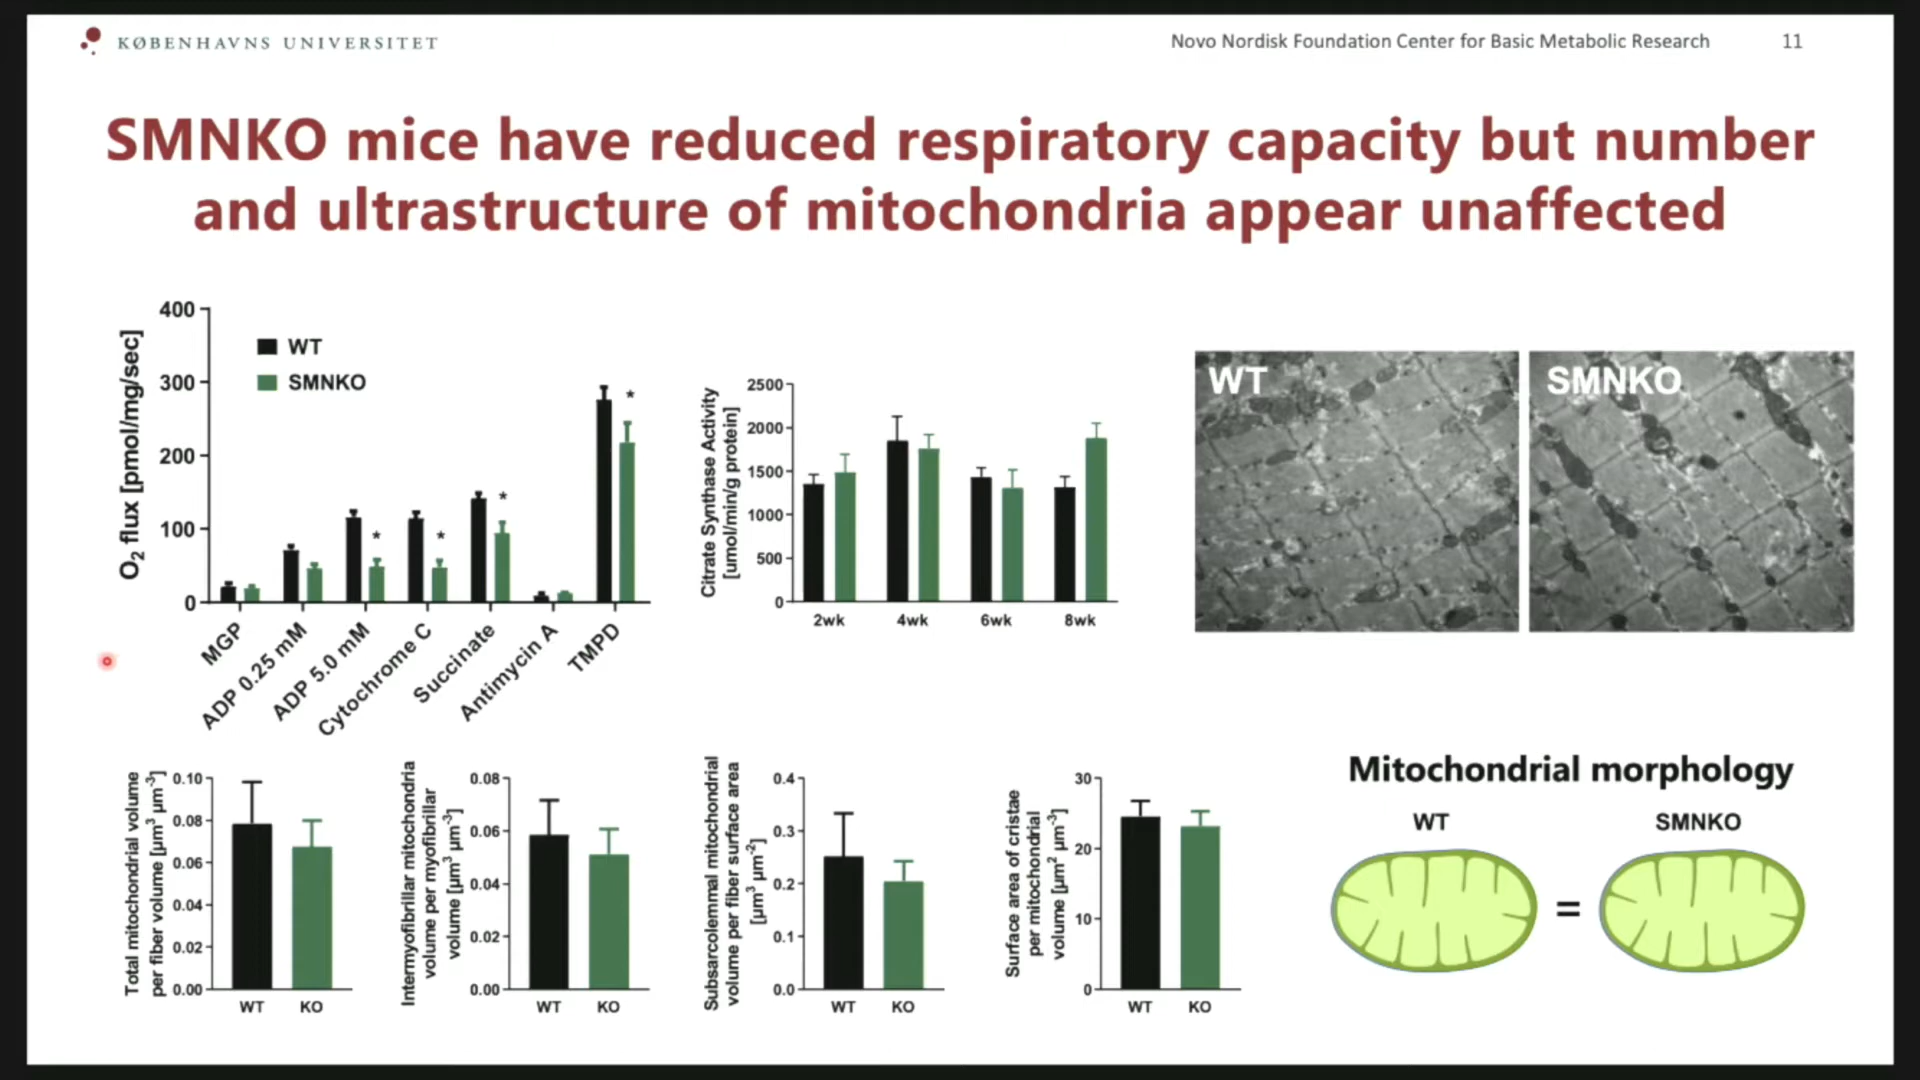 KØBENHAVNS UNIVERSITET
Novo Nordisk Foundation Center for Basic Metabolic Research
11
SMNKO mice have reduced respiratory capacity but number
and ultrastructure of mitochondria appear unaffected
O₂ flux [pmol/mg/sec]
400
300
200
100
0
WT
SMNKO
*
*
*
*
MGP
ADP 0.25 mM
ADP 5.0 mM
Cytochrome C
Succinate
Antimycin A
TMPD
Citrate Synthase Activity
[umol/min/g protein]
2500
2000
1500
1000
500
0
2wk
4wk
6wk
8wk
WT
SMNKO
Total mitochondrial volume
per fiber volume [µm³ µm⁻³]
0.10
0.08
0.06
0.04
0.02
0.00
WT
KO
Intermyofibrillar mitochondria
volume per myofibrillar
volume [µm³ µm⁻³]
0.08
0.06
0.04
0.02
0.00
WT
KO
Subsarcolemmal mitochondrial
volume per fiber surface area
[µm³ µm⁻²]
0.4
0.3
0.2
0.1
0.0
WT
KO
Surface area of cristae
per mitochondrial
volume [µm² µm⁻³]
30
20
10
0
WT
KO
Mitochondrial morphology
WT
SMNKO
=